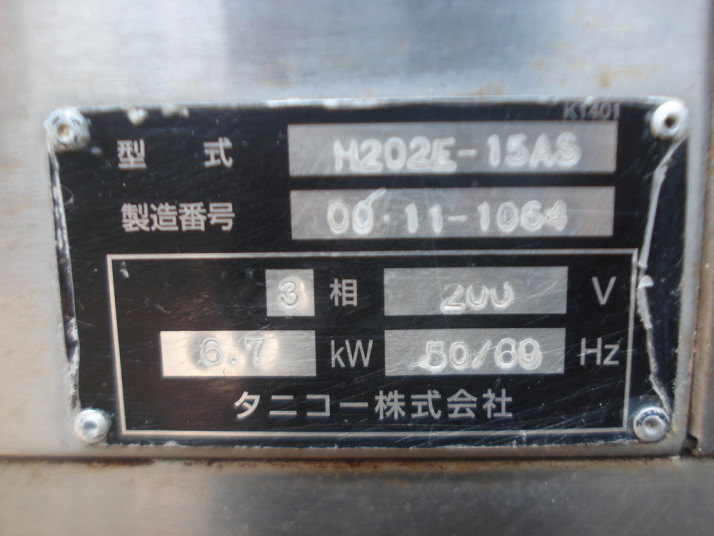 K1401
型 式 H202E-15AS
製造番号 00・11-1064
3 相 200 V
6.7 kW 50/60 Hz
タニコー株式会社